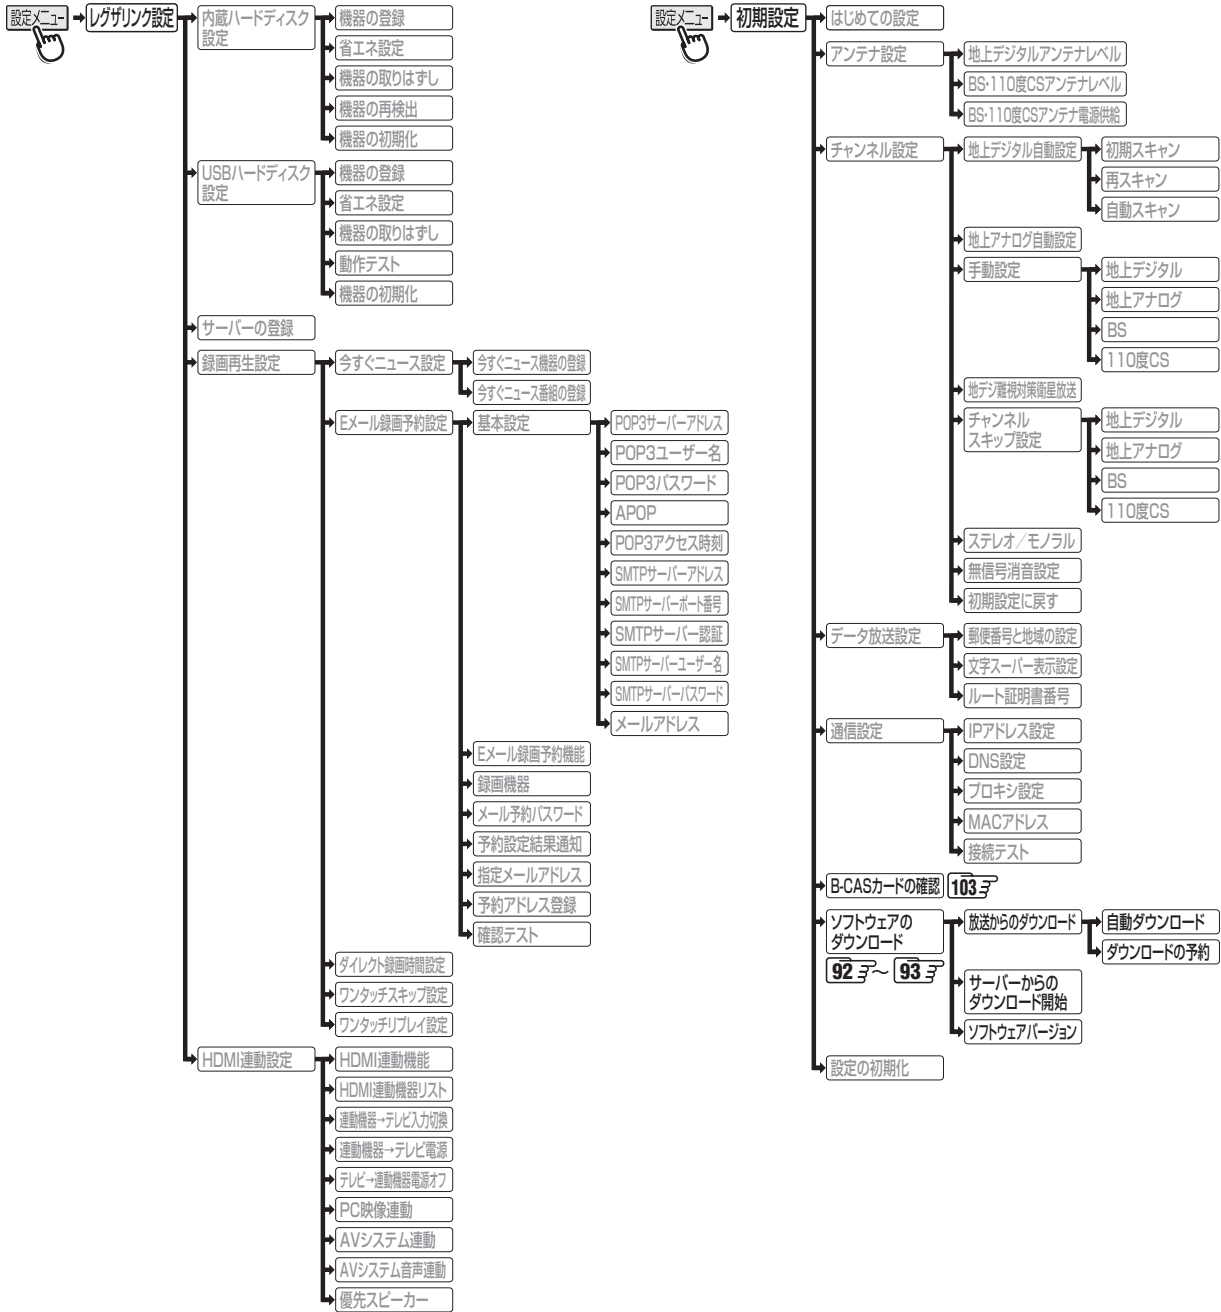 設定メニュー
レグザリンク設定
内蔵ハードディスク
設定
機器の登録
省エネ設定
機器の取りはずし
機器の再検出
機器の初期化
USBハードディスク
設定
機器の登録
省エネ設定
機器の取りはずし
動作テスト
機器の初期化
サーバーの登録
録画再生設定
今すぐニュース設定
今すぐニュース機器の登録
今すぐニュース番組の登録
Eメール録画予約設定
基本設定
POP3サーバーアドレス
POP3ユーザー名
POP3パスワード
APOP
POP3アクセス時刻
SMTPサーバーアドレス
SMTPサーバーポート番号
SMTPサーバー認証
SMTPサーバーユーザー名
SMTPサーバーパスワード
メールアドレス
Eメール録画予約機能
録画機器
メール予約パスワード
予約設定結果通知
指定メールアドレス
予約アドレス登録
確認テスト
ダイレクト録画時間設定
ワンタッチスキップ設定
ワンタッチリプレイ設定
HDMI連動設定
HDMI連動機能
HDMI連動機器リスト
連動機器→テレビ入力切換
連動機器→テレビ電源
テレビ→連動機器電源オフ
PC映像連動
AVシステム連動
AVシステム音声連動
優先スピーカー
設定メニュー
初期設定
はじめての設定
アンテナ設定
地上デジタルアンテナレベル
BS・110度CSアンテナレベル
BS・110度CSアンテナ電源供給
チャンネル設定
地上デジタル自動設定
初期スキャン
再スキャン
自動スキャン
地上アナログ自動設定
手動設定
地上デジタル
地上アナログ
BS
110度CS
地デジ難視対策衛星放送
チャンネル
スキップ設定
地上デジタル
地上アナログ
BS
110度CS
ステレオ/モノラル
無信号消音設定
初期設定に戻す
データ放送設定
郵便番号と地域の設定
文字スーパー表示設定
ルート証明書番号
通信設定
IPアドレス設定
DNS設定
プロキシ設定
MACアドレス
接続テスト
B-CASカードの確認 103
ソフトウェアの
ダウンロード
92 ~ 93
放送からのダウンロード
自動ダウンロード
ダウンロードの予約
サーバーからの
ダウンロード開始
ソフトウェアバージョン
設定の初期化